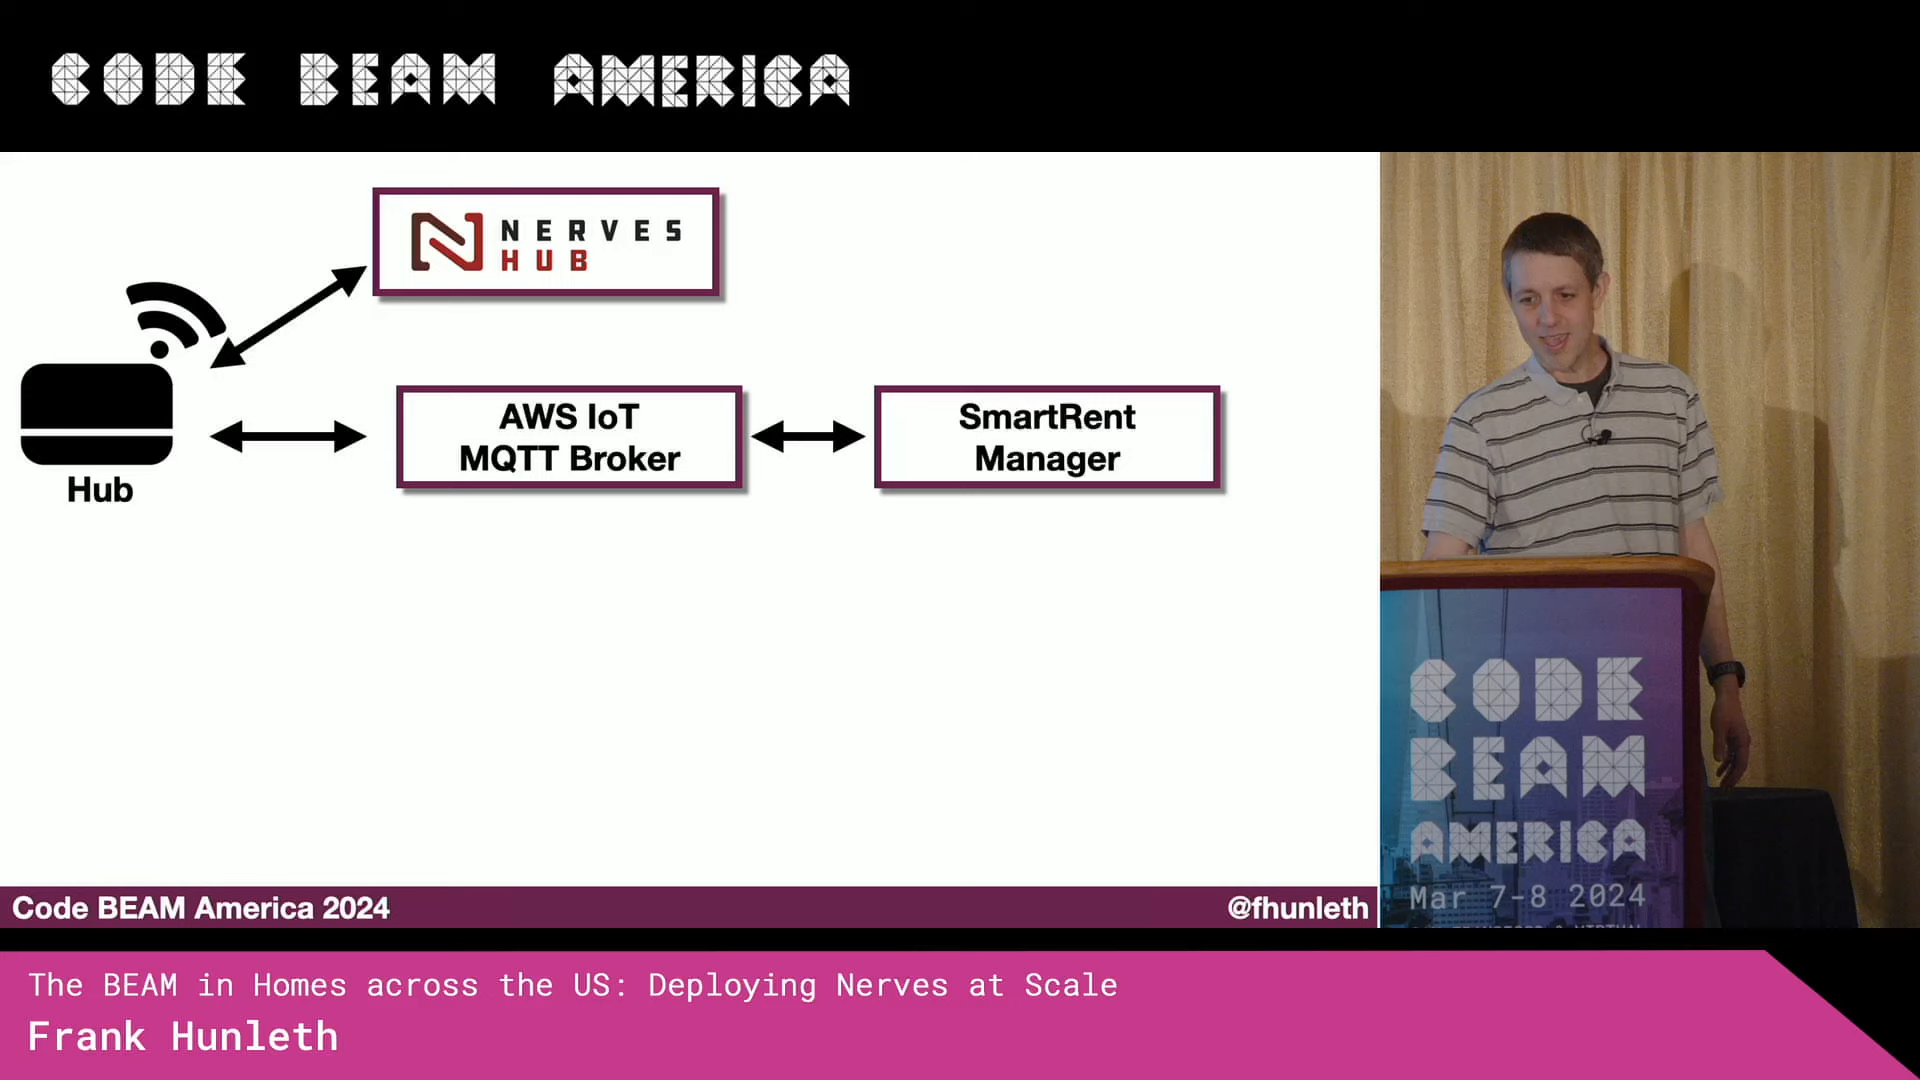 CODE BEAM AMERICA
NERVES
HUB
AWS IoT
MQTT Broker
SmartRent
Manager
Hub
Code BEAM America 2024
@fhunleth
CODE
BEAM
AMERICA
Mar 7-8 2024
The BEAM in Homes across the US: Deploying Nerves at Scale
Frank Hunleth